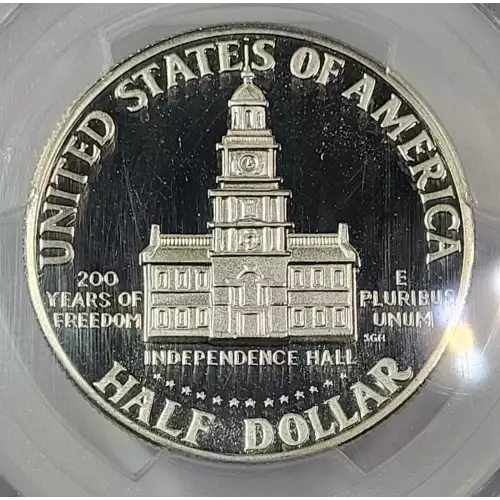 UNITED STATES OF AMERICA
200
YEARS OF
FREEDOM
E
PLURIBUS
UNUM
SGH
INDEPENDENCE HALL
HALF DOLLAR